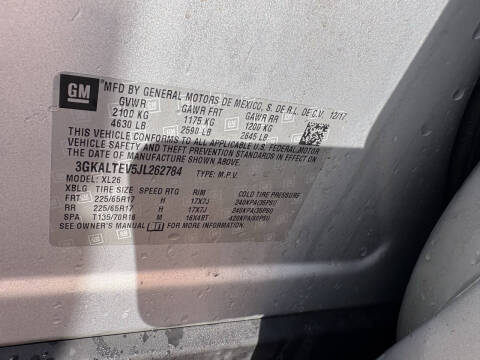 GM
MFD BY GENERAL MOTORS DE MEXICO, S. DE R.L. DE C.V. 12/17
GVWR GAWR FRT GAWR RR
2100 KG 1175 KG 1200 KG
4630 LB 2590 LB 2645 LB
THIS VEHICLE CONFORMS TO ALL APPLICABLE U.S. FEDERAL MOTOR
VEHICLE SAFETY AND THEFT PREVENTION STANDARDS IN EFFECT ON
THE DATE OF MANUFACTURE SHOWN ABOVE.
3GKALTEV5JL262784 TYPE: M.P.V.
MODEL: XL26
XBLG TIRE SIZE SPEED RTG RIM COLD TIRE PRESSURE
FRT 225/65R17 H 17X7J 240KPA(35PSI)
RR 225/65R17 H 17X7J 240KPA(35PSI)
SPA T135/70R16 M 16X4BT 420KPA(60PSI)
SEE OWNER'S MANUAL FOR MORE INFORMATION.